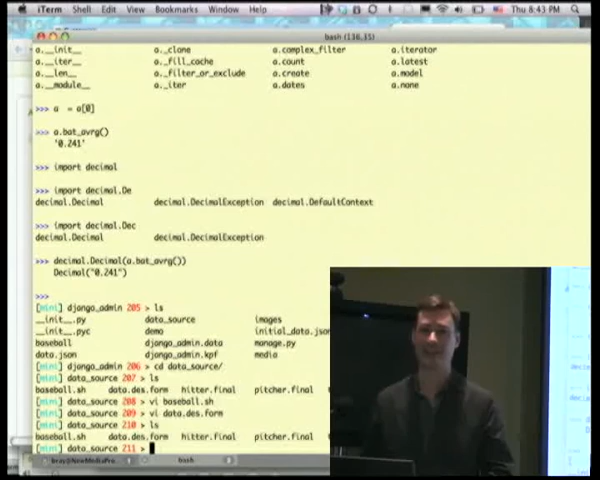 iTerm Shell Edit View Bookmarks Window Help Thu 8:43 PM
bash (136,35)
a.__init__ a._clone a.complex_filter a.iterator
a.__iter__ a._fill_cache a.count a.latest
a.__len__ a._filter_or_exclude a.create a.model
a.__module__ a._iter a.dates a.none
>>> a = a[0]
>>> a.bat_avrg()
'0.241'
>>> import decimal
>>> import decimal.De
decimal.Decimal decimal.DecimalException decimal.DefaultContext
>>> import decimal.Dec
decimal.Decimal decimal.DecimalException
>>> decimal.Decimal(a.bat_avrg())
Decimal("0.241")
>>>
[mini] django_admin 205 > ls
__init__.py data_source images
__init__.pyc demo initial_data.json
baseball django_admin.data manage.py
data.json django_admin.kpf media
[mini] django_admin 206 > cd data_source/
[mini] data_source 207 > ls
baseball.sh data.des.form hitter.final pitcher.final
[mini] data_source 208 > vi baseball.sh
[mini] data_source 209 > vi data.des.form
[mini] data_source 210 > ls
baseball.sh data.des.form hitter.final pitcher.final
[mini] data_source 211 >
bash